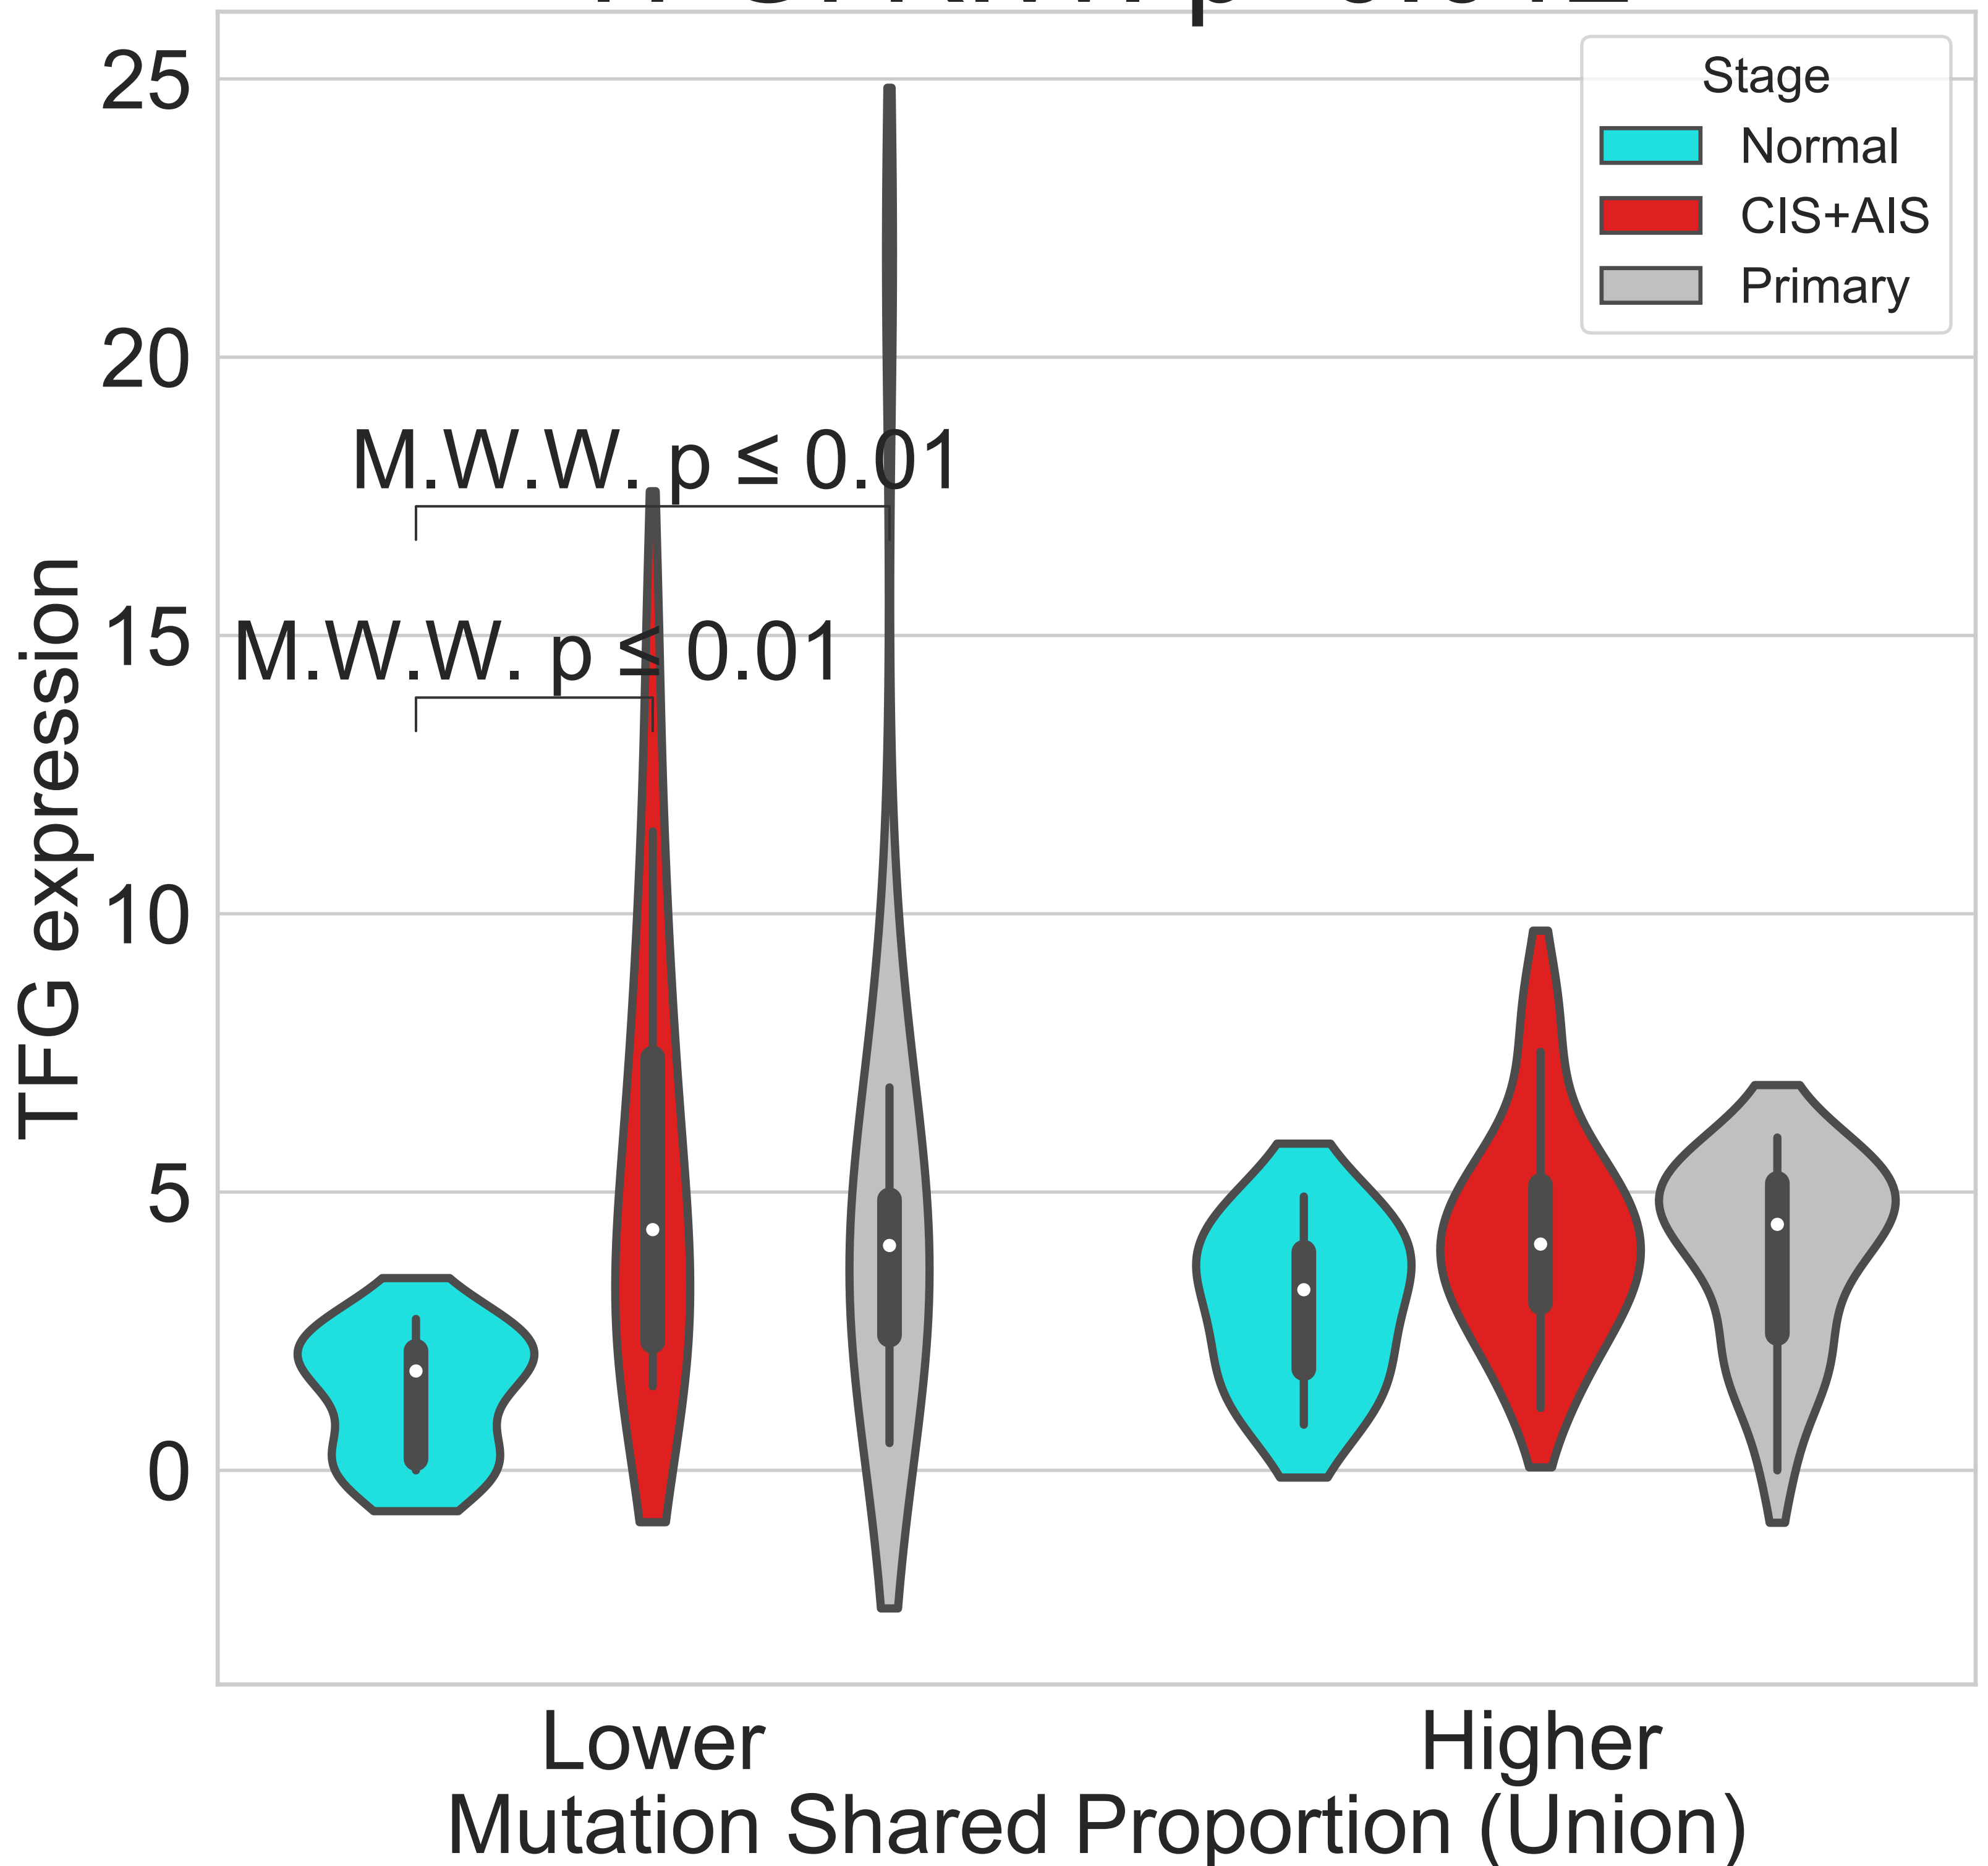 25
20
15
10
5
0
TFG expression
Stage
Normal
CIS+AIS
Primary
M.W.W. p ≤ 0.01
M.W.W. p ≤ 0.01
Lower
Higher
Mutation Shared Proportion (Union)